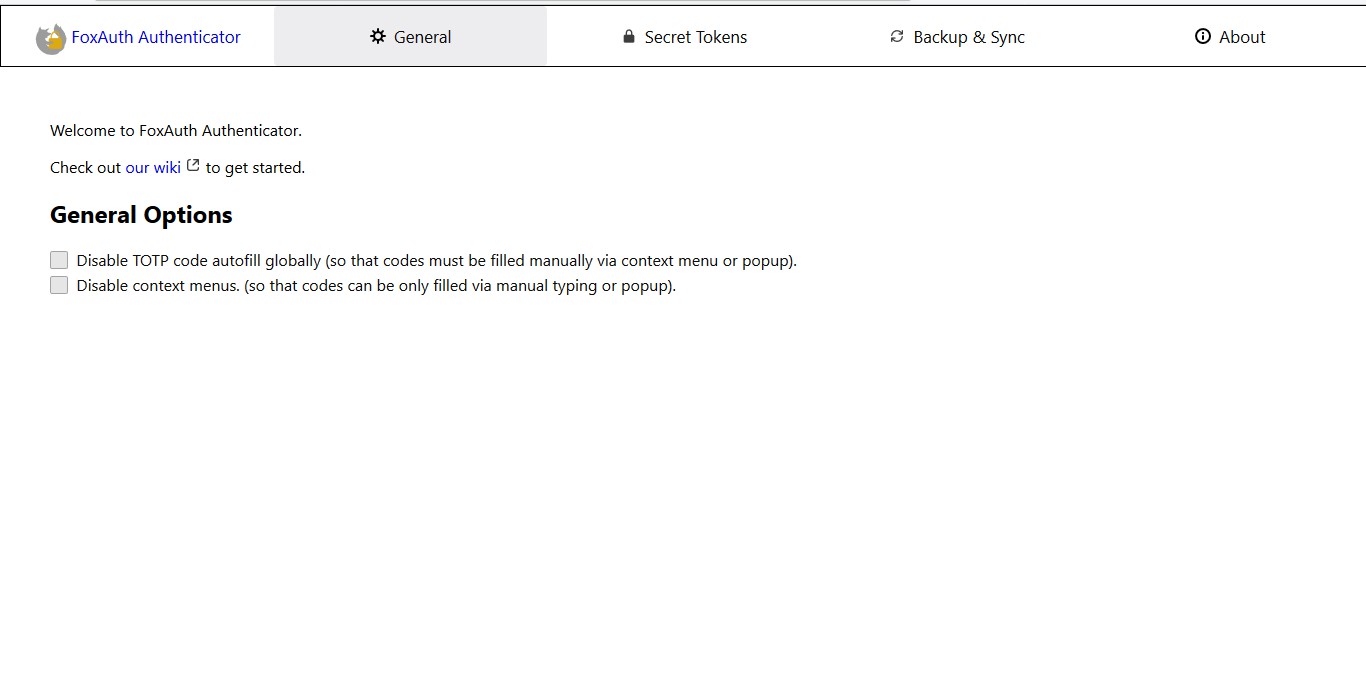 FoxAuth Authenticator General Secret Tokens Backup & Sync About
Welcome to FoxAuth Authenticator.
Check out our wiki to get started.
General Options
Disable TOTP code autofill globally (so that codes must be filled manually via context menu or popup).
Disable context menus. (so that codes can be only filled via manual typing or popup).